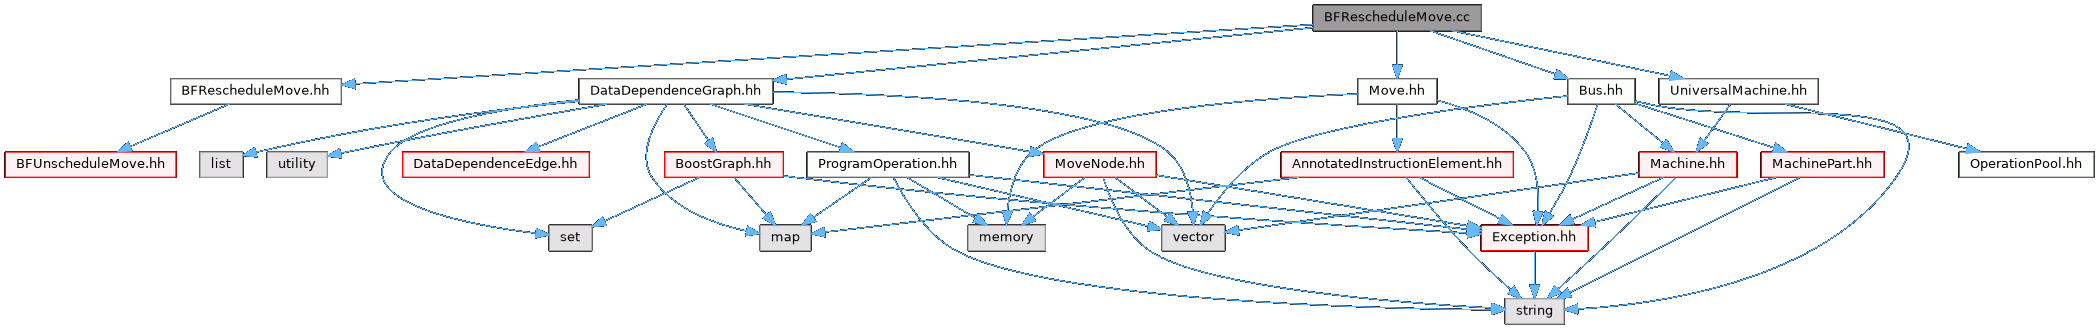 BFRescheduleMove.cc
BFRescheduleMove.hh
DataDependenceGraph.hh
Move.hh
Bus.hh
UniversalMachine.hh
BFUnscheduleMove.hh
list
utility
DataDependenceEdge.hh
BoostGraph.hh
ProgramOperation.hh
MoveNode.hh
AnnotatedInstructionElement.hh
Machine.hh
MachinePart.hh
OperationPool.hh
set
map
memory
vector
Exception.hh
string